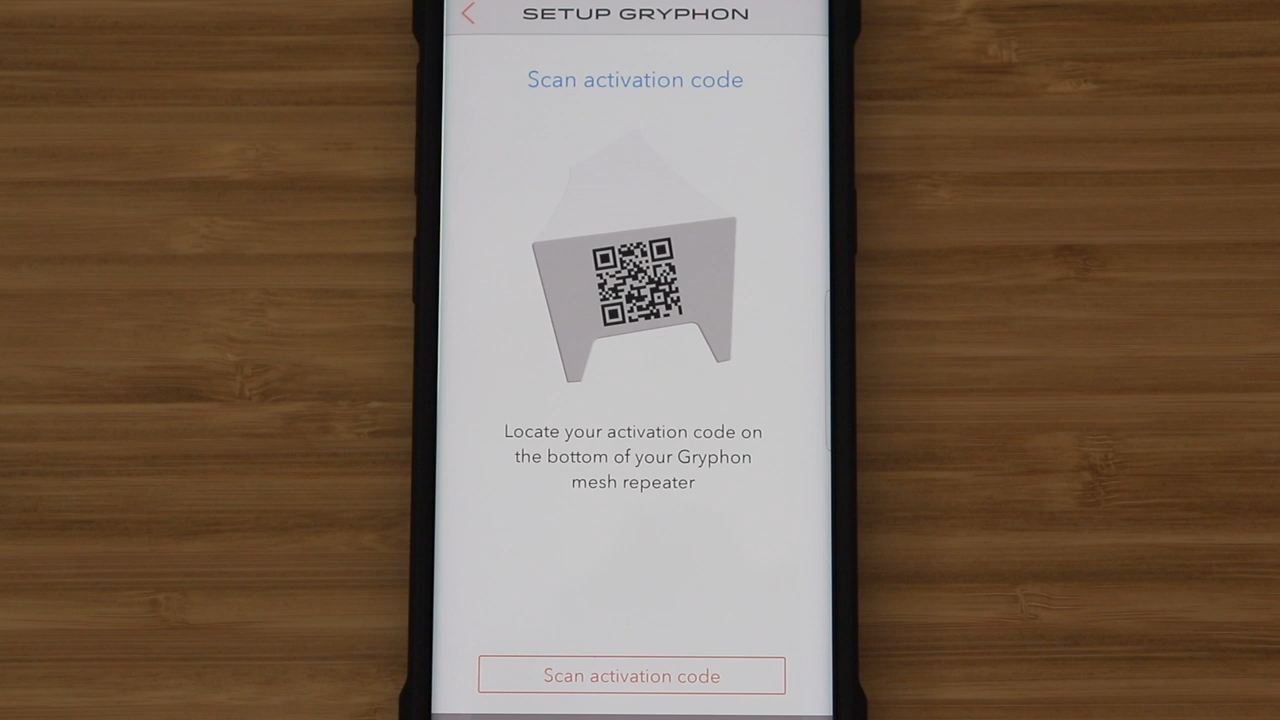 SETUP GRYPHON
Scan activation code
Locate your activation code on
the bottom of your Gryphon
mesh repeater
Scan activation code